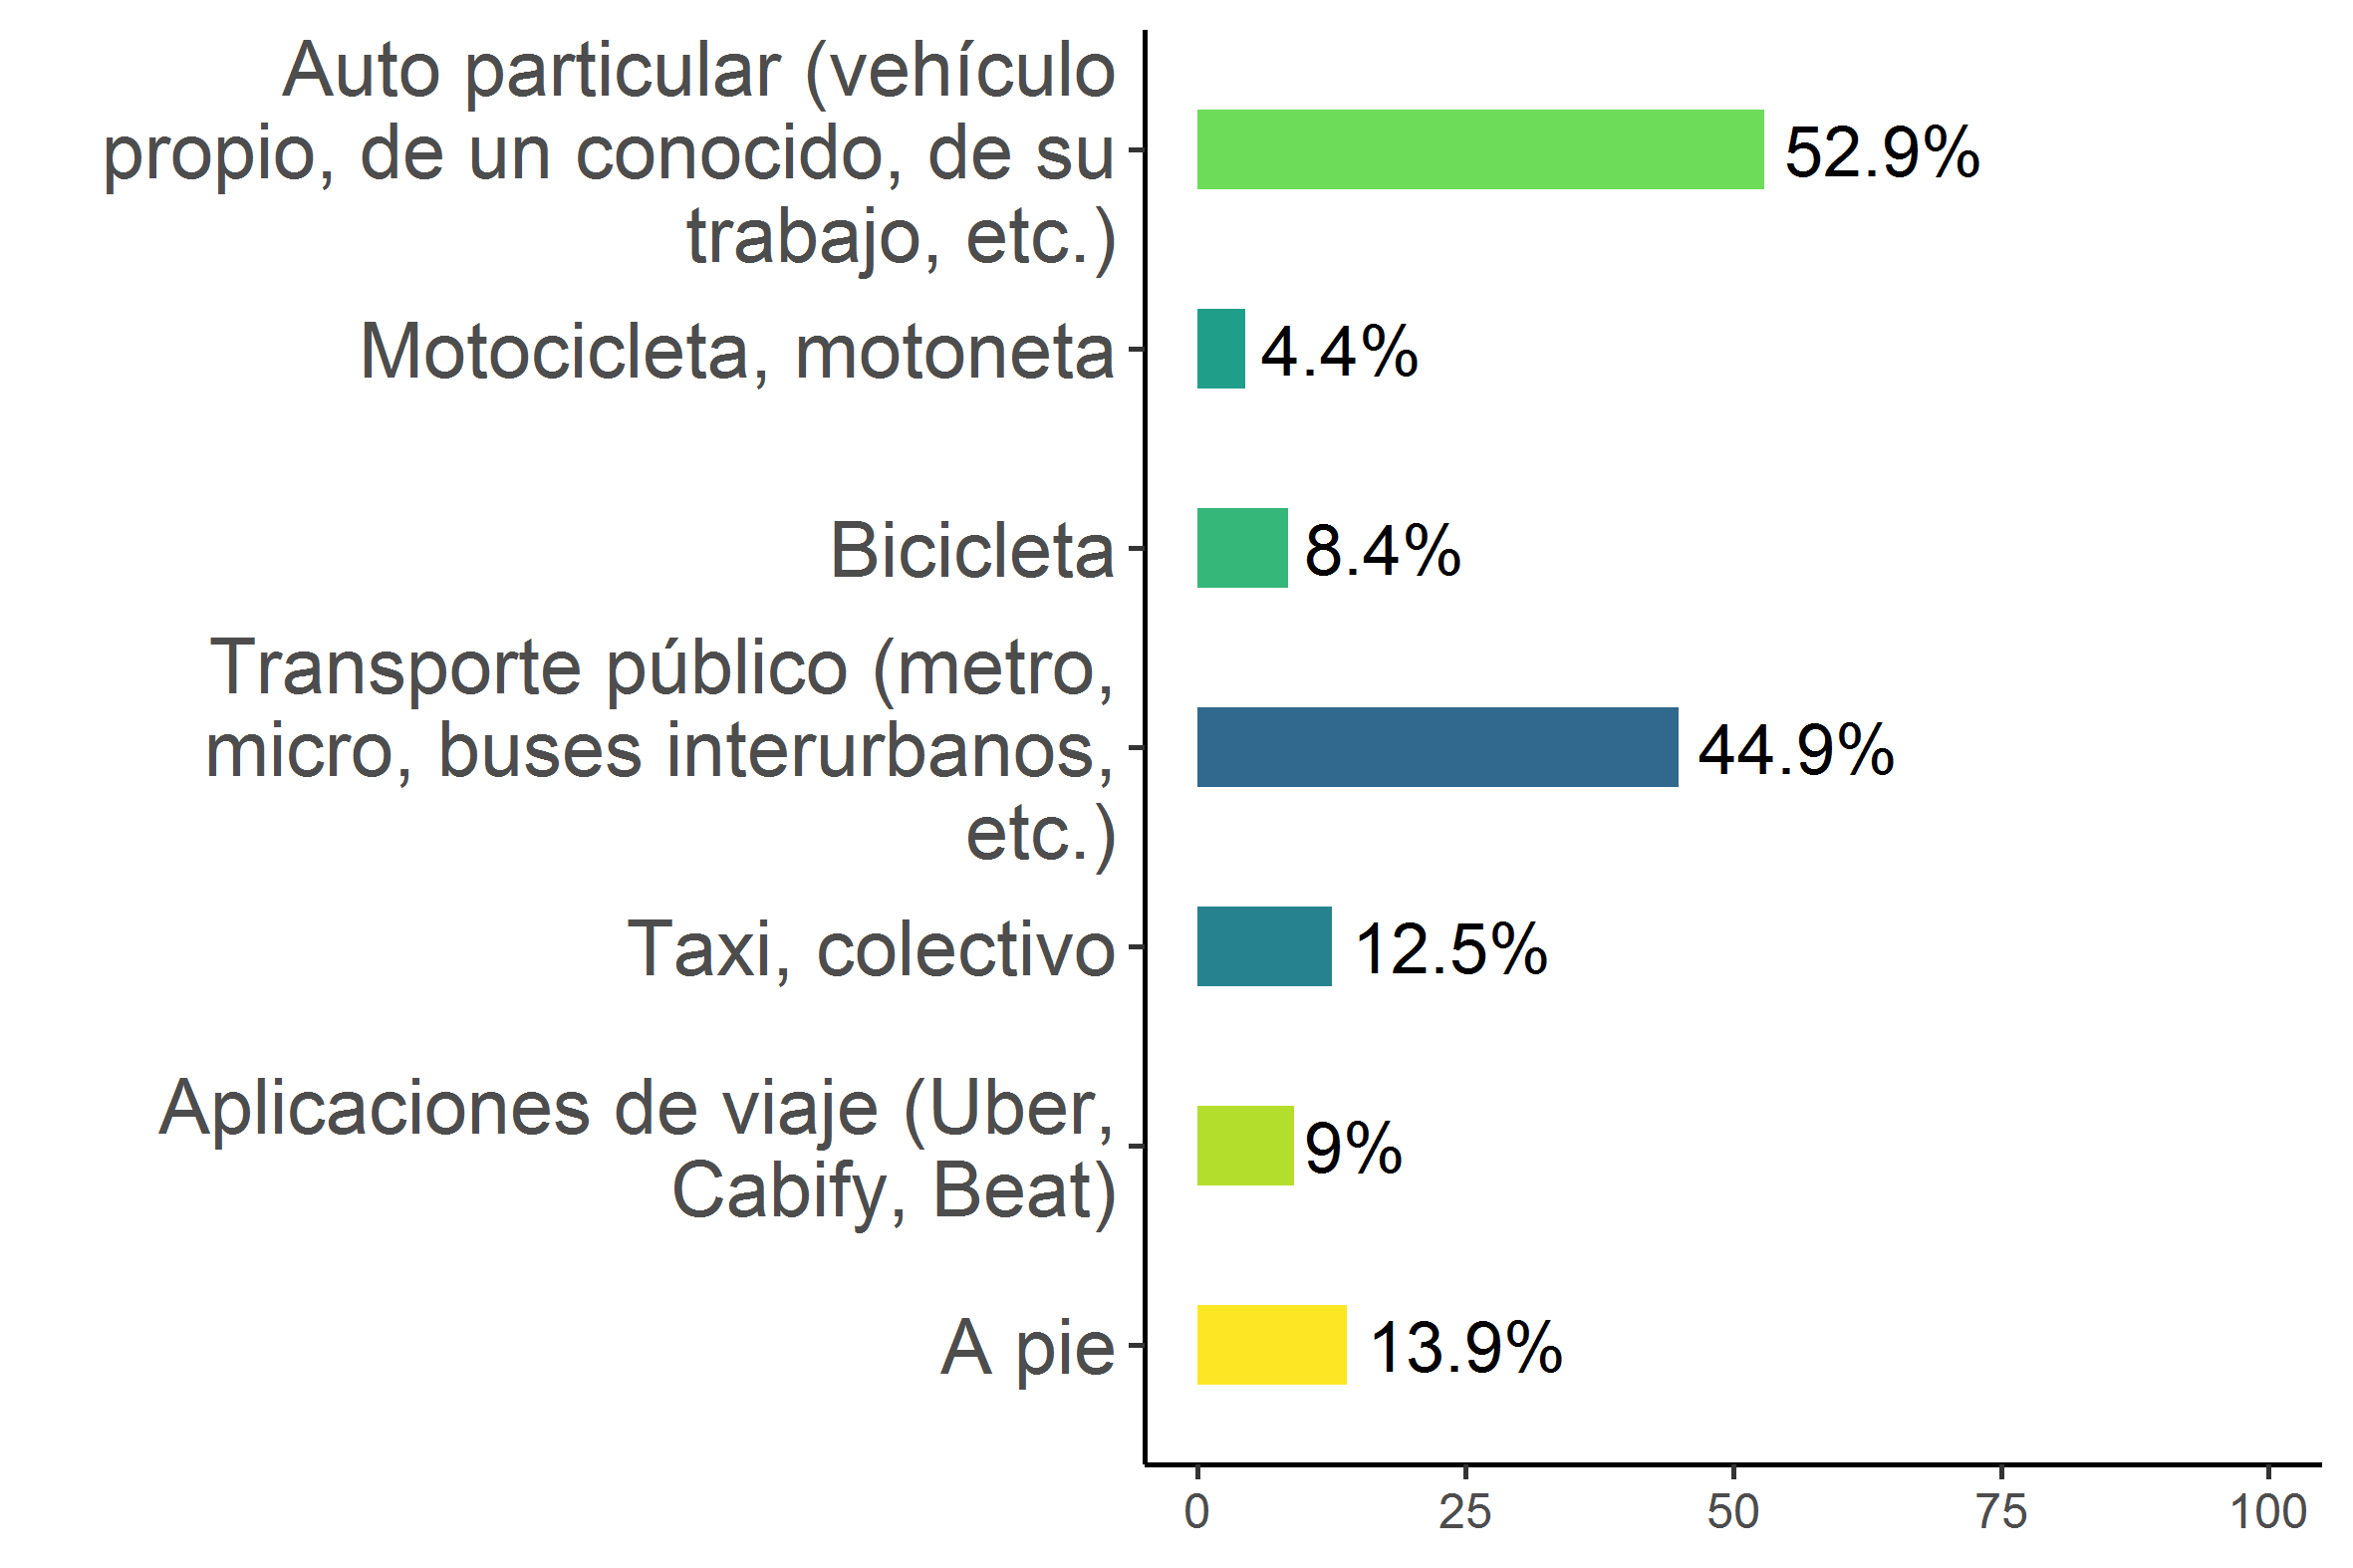 Auto particular (vehículo
propio, de un conocido, de su
trabajo, etc.)
52.9%
Motocicleta, motoneta
4.4%
Bicicleta
8.4%
Transporte público (metro,
micro, buses interurbanos,
etc.)
44.9%
Taxi, colectivo
12.5%
Aplicaciones de viaje (Uber,
Cabify, Beat)
9%
A pie
13.9%
0 25 50 75 100